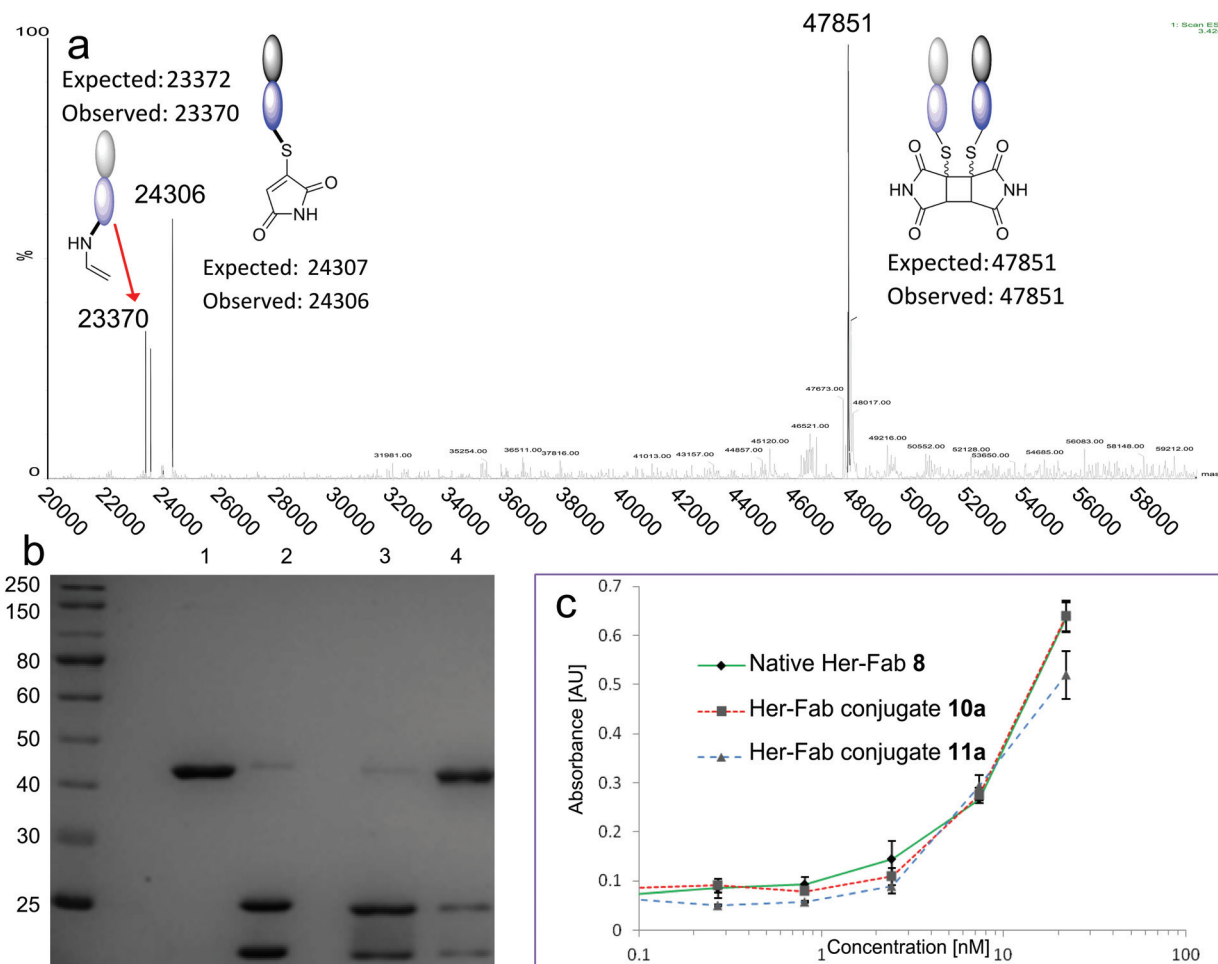 100
a
47851
1: Scan ES
3.42
Expected: 23372
Observed: 23370
24306
HN
S
O
NH
O
Expected: 24307
Observed: 24306
S S
O O
HN NH
O O
Expected: 47851
Observed: 47851
%
23370
47673.00
48017.00
46521.00
45120.00
44857.00
43157.00
41013.00
37816.00
36511.00
35254.00
31981.00
49216.00
50552.00
52128.00
53650.00
54685.00
56083.00
58148.00
59212.00
0
mas
20000 22000 24000 26000 28000 30000 32000 34000 36000 38000 40000 42000 44000 46000 48000 50000 52000 54000 56000 58000
b
1 2 3 4
250
150
80
60
50
40
30
25
c
0.7
0.6
0.5
0.4
0.3
0.2
0.1
0
Absorbance [AU]
Native Her-Fab 8
Her-Fab conjugate 10a
Her-Fab conjugate 11a
0.1 1 10 100
Concentration [nM]